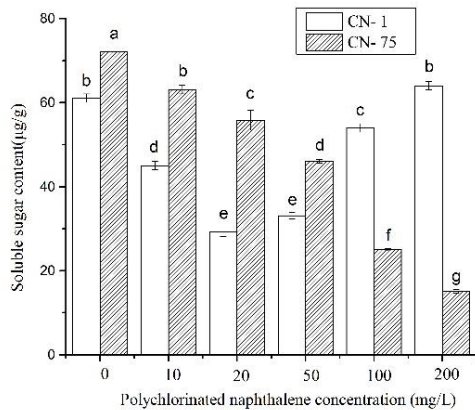 CN- 1
CN- 75
Soluble sugar content(μg/g)
80
60
40
20
0
b
a
d
b
e
c
e
d
c
f
b
g
0
10
20
50
100
200
Polychlorinated naphthalene concentration (mg/L)